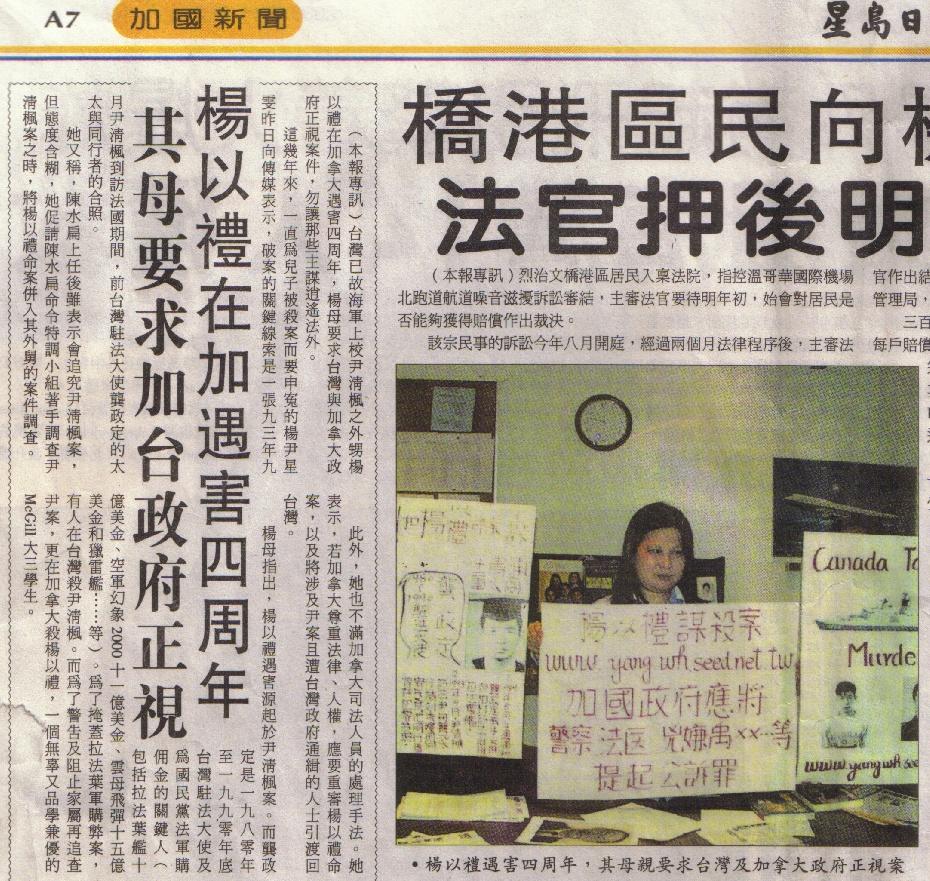 A7
加國新聞
星島日
橋港區民向
法官押後明
（本報專訊）烈治文橋港區居民入稟法院，指控溫哥華國際機場
北跑道航道噪音滋擾訴訟審結，主審法官要待明年初，始會對居民是
否能夠獲得賠償作出裁決。
該宗民事的訴訟今年八月開庭，經過兩個月法律程序後，主審法
官作出結
管理局，
三百
每戶賠償
楊以禮在加遇害四周年
其母要求加台政府正視
（本報專訊）台灣已故海軍上校尹清楓之外甥楊
以禮在加拿大遇害四周年，楊母要求台灣與加拿大政
府正視案件，勿讓那些主謀逍遙法外。
這幾年來，一直爲兒子被殺案而要申寃的楊尹星
雯昨日向傳媒表示，破案的關鍵線索是一張九三年九
月尹清楓到訪法國期間，前台灣駐法大使龔政定的太
太與同行者的合照。
她又稱，陳水扁上任後雖表示會追究尹清楓案，
但態度含糊，她促請陳水扁命令特調小組著手調查尹
清楓案之時，將楊以禮命案併入其外舅的案件調查。
此外，她也不滿加拿大司法人員的處理手法。她
表示，若加拿大尊重法律、人權，應要重審楊以禮命
案，以及將涉及尹案且遭台灣政府通緝的人士引渡回
台灣。
楊母指出，楊以禮遇害源起於尹清楓案。而龔政
定是一九八零年
至一九九零年底
台灣駐法大使及
爲國民黨法軍購
佣金的關鍵人（
包括拉法葉艦十
億美金、空軍幻象2000十一億美金、雲母飛彈十五億
美金和獵雷艦……等）。爲了掩蓋拉法葉軍購弊案，
有人在台灣殺尹清楓。而爲了警告及阻止家屬再追查
尹案，更在加拿大殺楊以禮，一個無辜又品學兼優的
McGill 大三學生。
楊以禮謀殺案
www.yangwh.seednet.tw
加國政府應將
警察法医兇嫌禺××…等
提起公訴罪
Canada Ta
Murde
www.yangwh.see
•楊以禮遇害四周年，其母親要求台灣及加拿大政府正視案